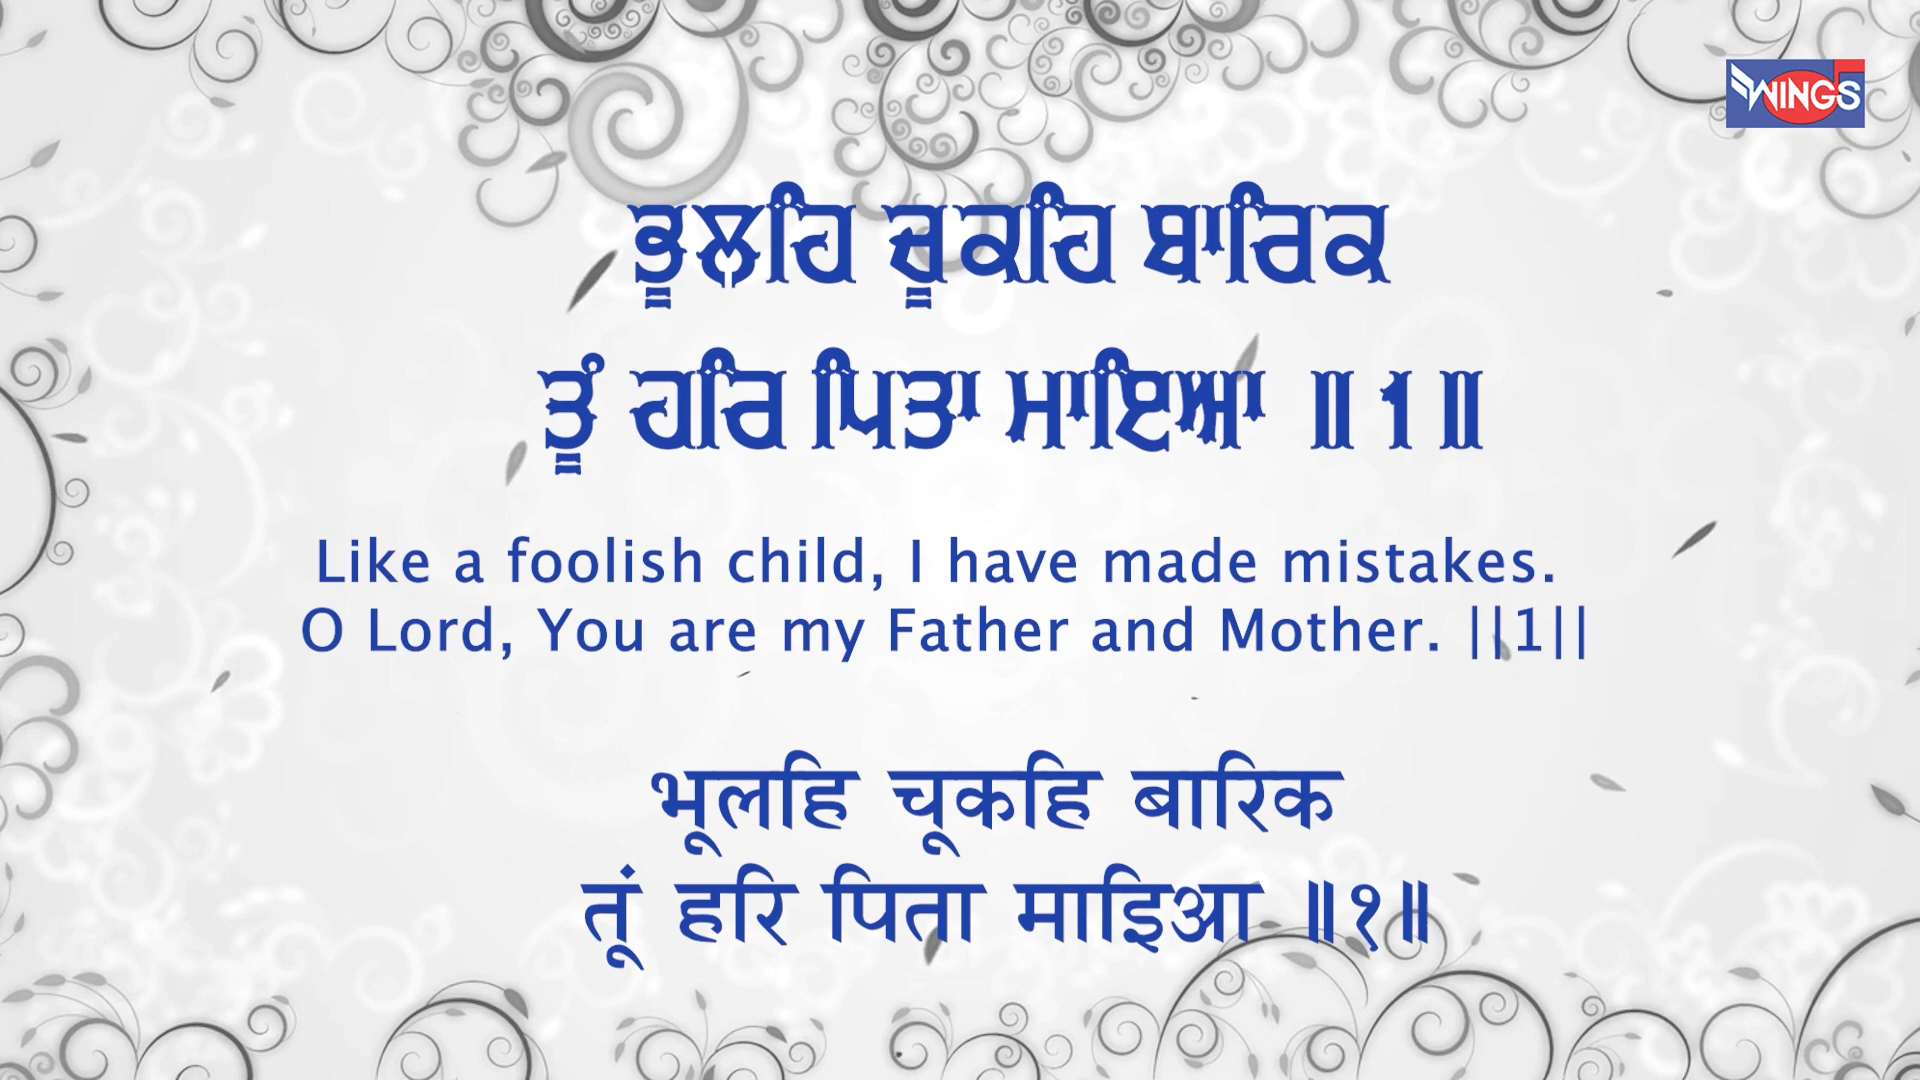 WINGS
ਭੂਲਹਿ ਚੂਕਹਿ ਬਾਰਿਕ
ਤੂੰ ਹਰਿ ਪਿਤਾ ਮਾਇਆ ॥1॥
Like a foolish child, I have made mistakes.
O Lord, You are my Father and Mother. ||1||
भूलहि चूकहि बारिक
तूं हरि पिता माइआ ॥१॥